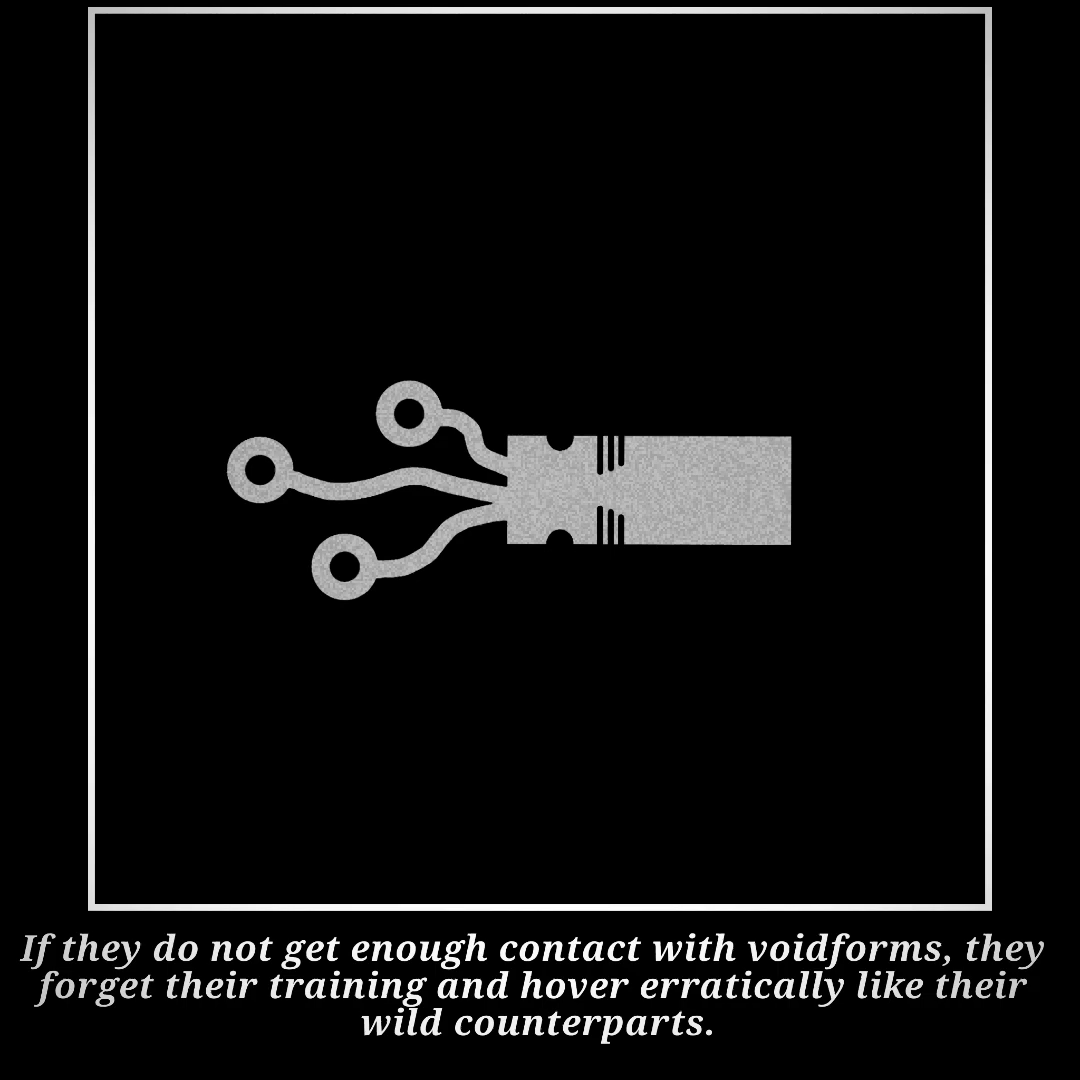 If they do not get enough contact with voidforms, they
forget their training and hover erratically like their
wild counterparts.